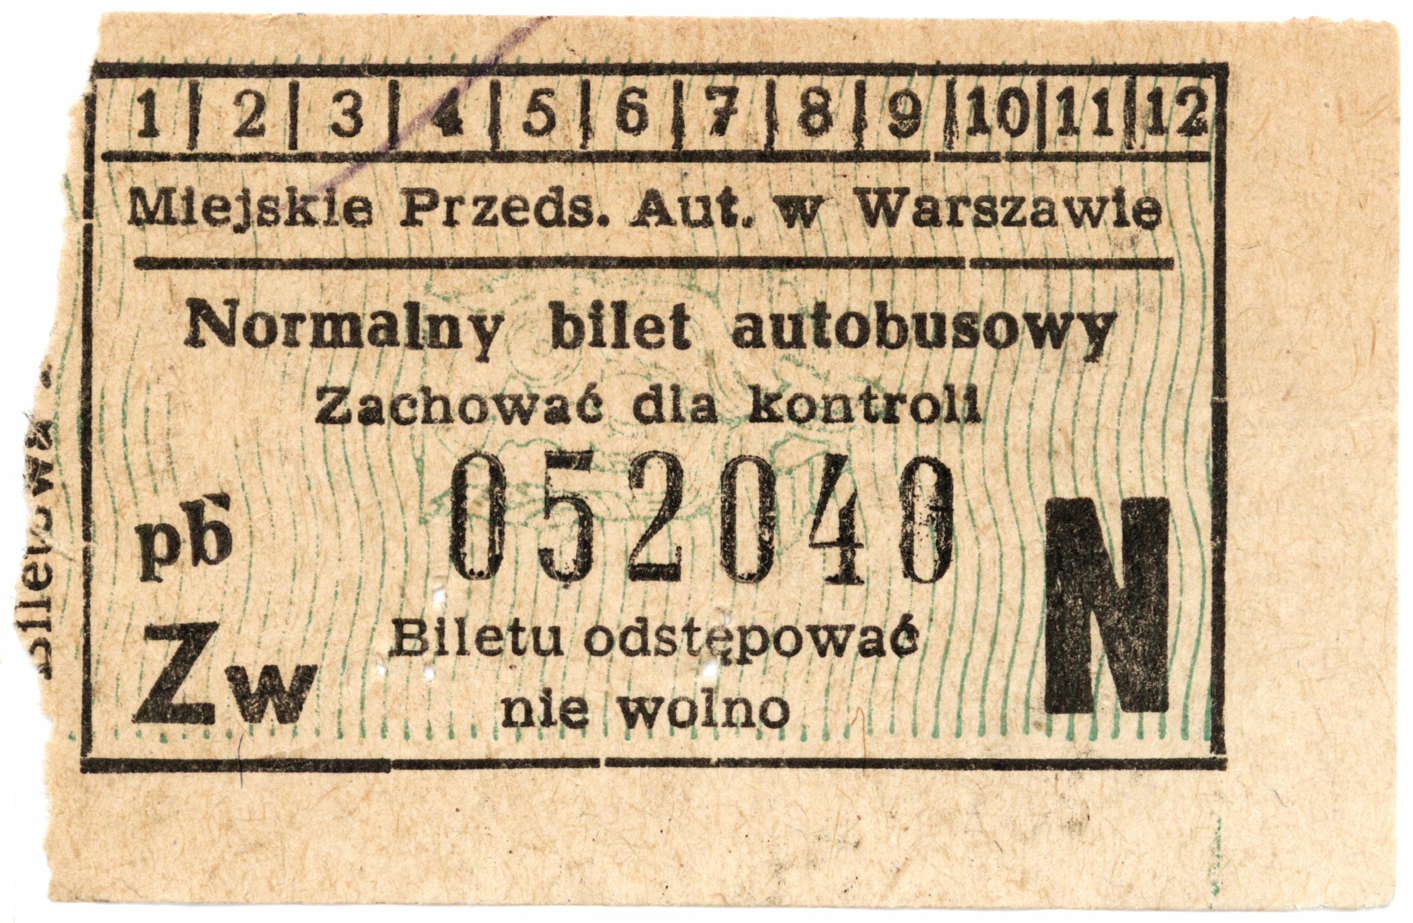 1 | 2 | 3 | 4 | 5 | 6 | 7 | 8 | 9 | 10 | 11 | 12
Miejskie Przeds. Aut. w Warszawie
Normalny bilet autobusowy
Zachować dla kontroli
052040
pb
N
Zw
Biletu odstępować
nie wolno
Biletowa